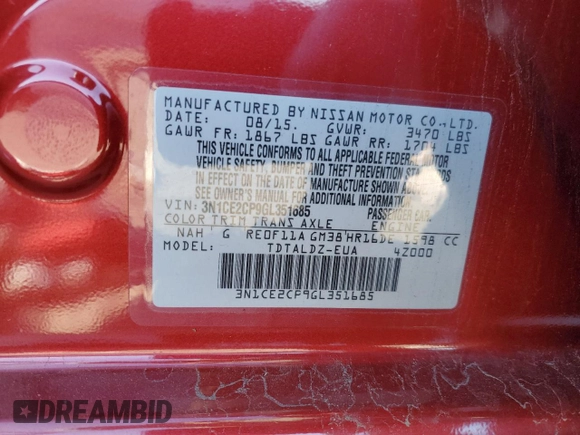 MANUFACTURED BY NISSAN MOTOR CO.,LTD.
DATE: 08/15. GVWR: 3470 LBS
GAWR FR: 1867 LBS GAWR RR: 1704 LBS
THIS VEHICLE CONFORMS TO ALL APPLICABLE FEDERAL MOTOR
VEHICLE SAFETY, BUMPER, AND THEFT PREVENTION STANDARDS
IN EFFECT ON THE DATE OF MANUFACTURE SHOWN ABOVE.
SEE OWNER'S MANUAL FOR ADDITIONAL INFORMATION.
VIN: 3N1CE2CP9GL351685 PASSENGER CAR
COLOR TRIM TRANS AXLE ENGINE
NAH G RE0F11A GM38 HR16DE 1598 CC
MODEL: TDTALDZ-EUA 42000
3N1CE2CP9GL351685
DREAMBID